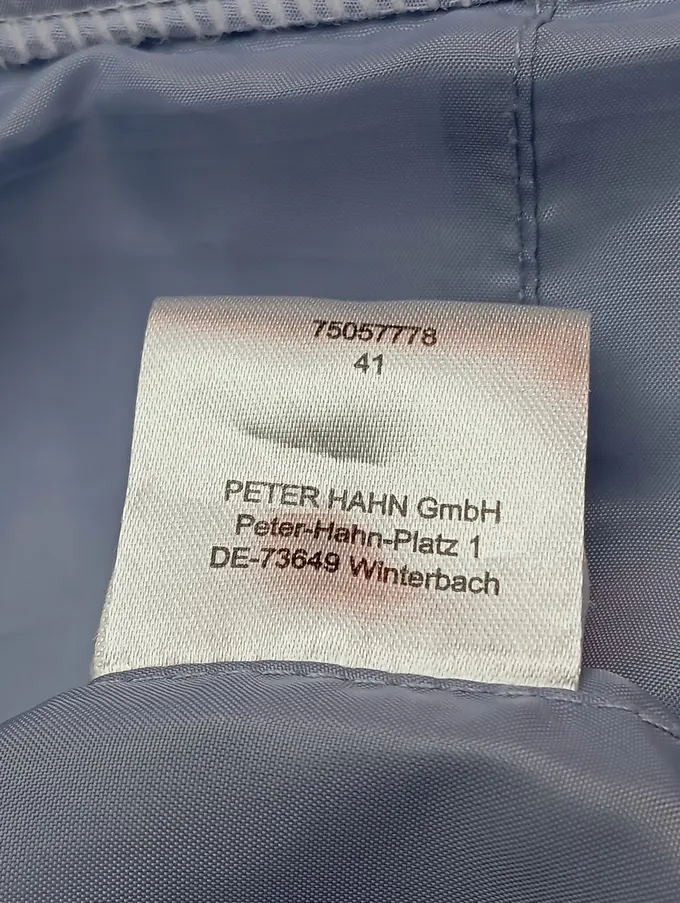 75057778
41
PETER HAHN GmbH
Peter-Hahn-Platz 1
DE-73649 Winterbach